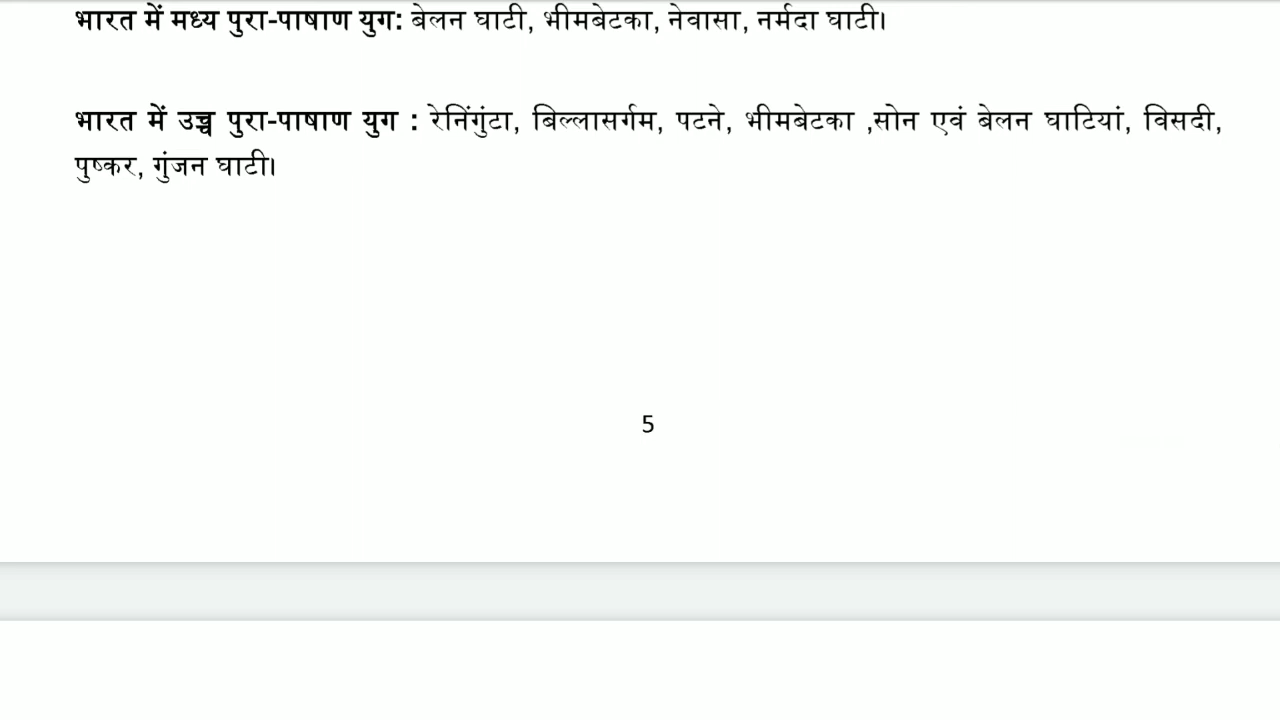 भारत में मध्य पुरा-पाषाण युग: बेलन घाटी, भीमबेटका, नेवासा, नर्मदा घाटी।
भारत में उच्च पुरा-पाषाण युग : रेनिंगुंटा, बिल्लासर्गम, पटने, भीमबेटका ,सोन एवं बेलन घाटियां, विसदी,
पुष्कर, गुंजन घाटी।
5